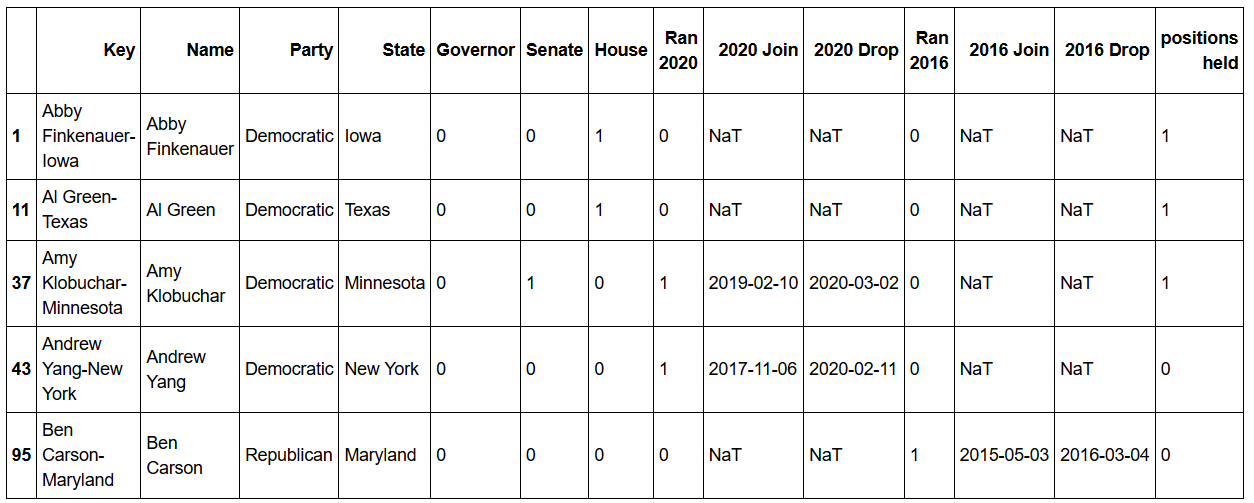 Key Name Party State Governor Senate House Ran 2020 2020 Join 2020 Drop Ran 2016 2016 Join 2016 Drop positions held
1 Abby Finkenauer-Iowa Abby Finkenauer Democratic Iowa 0 0 1 0 NaT NaT 0 NaT NaT 1
11 Al Green-Texas Al Green Democratic Texas 0 0 1 0 NaT NaT 0 NaT NaT 1
37 Amy Klobuchar-Minnesota Amy Klobuchar Democratic Minnesota 0 1 0 1 2019-02-10 2020-03-02 0 NaT NaT 1
43 Andrew Yang-New York Andrew Yang Democratic New York 0 0 0 1 2017-11-06 2020-02-11 0 NaT NaT 0
95 Ben Carson-Maryland Ben Carson Republican Maryland 0 0 0 0 NaT NaT 1 2015-05-03 2016-03-04 0